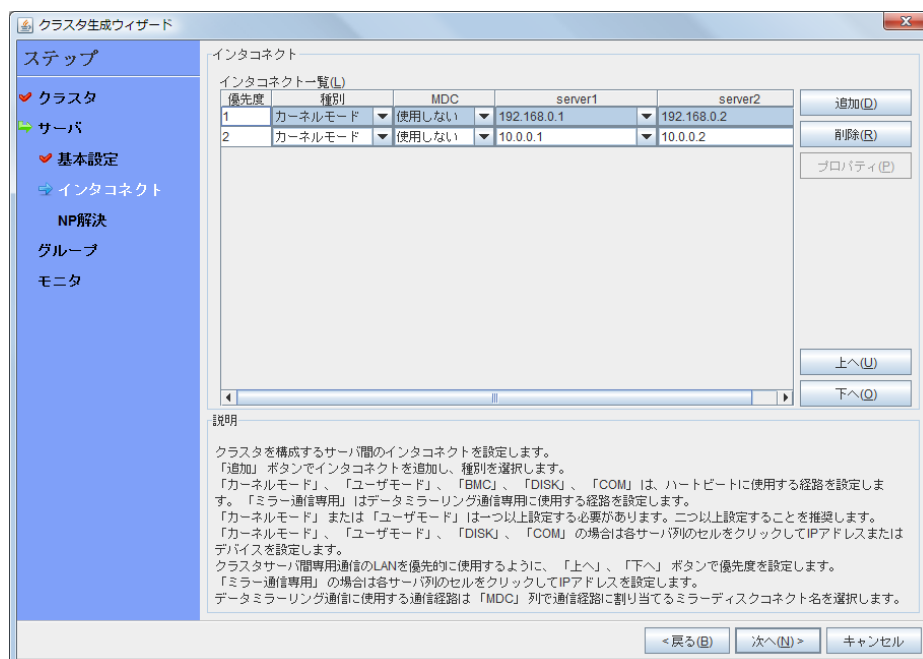 クラスタ生成ウィザード
ステップ
クラスタ
サーバ
基本設定
インタコネクト
NP解決
グループ
モニタ
インタコネクト
インタコネクト一覧(L)
優先度 種別 MDC server1 server2
1 カーネルモード 使用しない 192.168.0.1 192.168.0.2
2 カーネルモード 使用しない 10.0.0.1 10.0.0.2
追加(D)
削除(R)
プロパティ(P)
上へ(U)
下へ(O)
説明
クラスタを構成するサーバ間のインタコネクトを設定します。
「追加」 ボタンでインタコネクトを追加し、種別を選択します。
「カーネルモード」、 「ユーザモード」、 「BMC」、 「DISK」、 「COM」 は、ハートビートに使用する経路を設定しま
す。 「ミラー通信専用」はデータミラーリング通信専用に使用する経路を設定します。
「カーネルモード」 または 「ユーザモード」 は一つ以上設定する必要があります。二つ以上設定することを推奨します。
「カーネルモード」、 「ユーザモード」、 「DISK」、 「COM」 の場合は各サーバ列のセルをクリックしてIPアドレスまたは
デバイスを設定します。
クラスタサーバ間専用通信のLANを優先的に使用するように、 「上へ」、 「下へ」 ボタンで優先度を設定します。
「ミラー通信専用」 の場合は各サーバ列のセルをクリックしてIPアドレスを設定します。
データミラーリング通信に使用する通信経路は 「MDC」 列で通信経路に割り当てるミラーディスクコネクト名を選択します。
<戻る(B) 次へ(N)> キャンセル